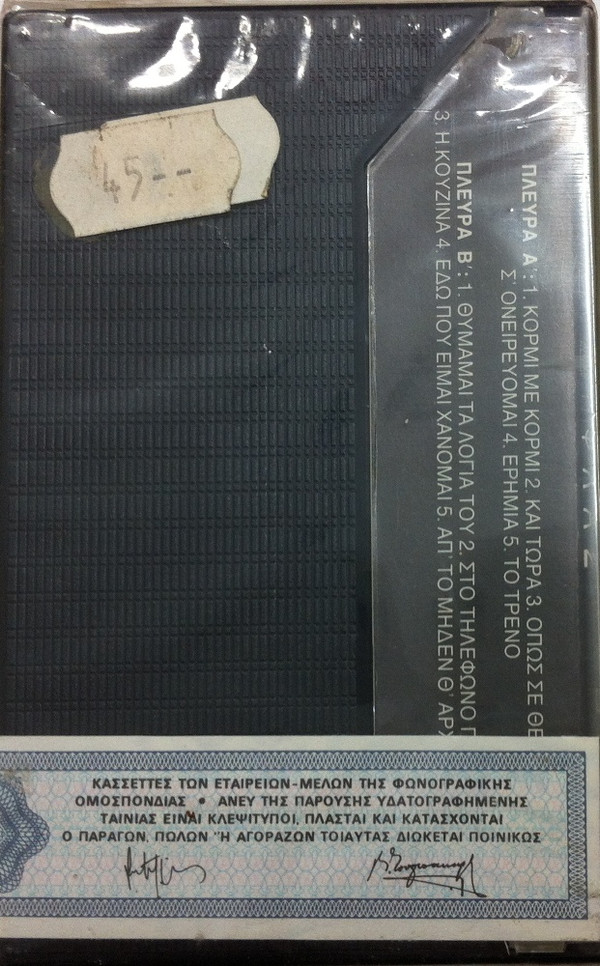 45--
ΠΛΕΥΡΑ Α΄: 1. ΚΟΡΜΙ ΜΕ ΚΟΡΜΙ 2. ΚΑΙ ΤΩΡΑ 3. ΟΠΩΣ ΣΕ ΘΕ
Σ' ΟΝΕΙΡΕΥΟΜΑΙ 4. ΕΡΗΜΙΑ 5. ΤΟ ΤΡΕΝΟ
ΠΛΕΥΡΑ Β΄: 1. ΘΥΜΑΜΑΙ ΤΑ ΛΟΓΙΑ ΤΟΥ 2. ΣΤΟ ΤΗΛΕΦΩΝΟ Π
3. Η ΚΟΥΖΙΝΑ 4. ΕΔΩ ΠΟΥ ΕΙΜΑΙ ΧΑΝΟΜΑΙ 5. ΑΠ' ΤΟ ΜΗΔΕΝ Θ' ΑΡΧ
ΚΑΣΣΕΤΤΕΣ ΤΩΝ ΕΤΑΙΡΕΙΩΝ-ΜΕΛΩΝ ΤΗΣ ΦΩΝΟΓΡΑΦΙΚΗΣ
ΟΜΟΣΠΟΝΔΙΑΣ • ΑΝΕΥ ΤΗΣ ΠΑΡΟΥΣΗΣ ΥΔΑΤΟΓΡΑΦΗΜΕΝΗΣ
ΤΑΙΝΙΑΣ ΕΙΝΑΙ ΚΛΕΨΙΤΥΠΟΙ, ΠΛΑΣΤΑΙ ΚΑΙ ΚΑΤΑΣΧΟΝΤΑΙ
Ο ΠΑΡΑΓΩΝ, ΠΩΛΩΝ Ἢ ΑΓΟΡΑΖΩΝ ΤΟΙΑΥΤΑΣ ΔΙΩΚΕΤΑΙ ΠΟΙΝΙΚΩΣ